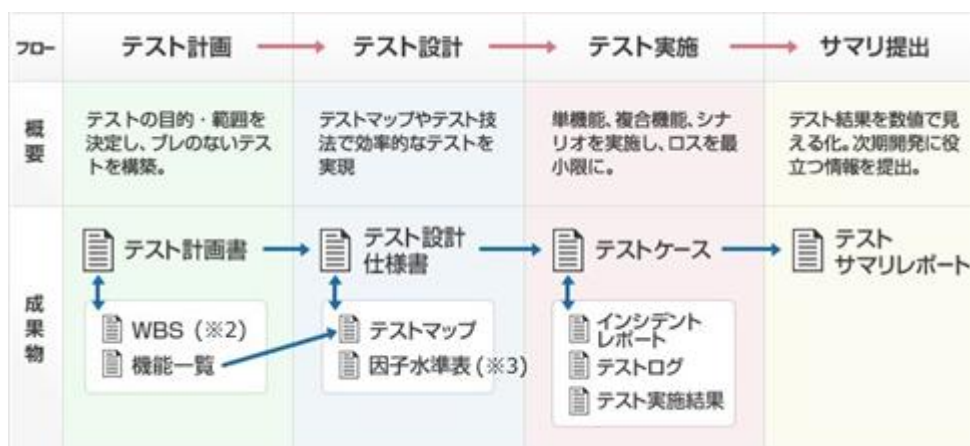 フロー
テスト計画
テスト設計
テスト実施
サマリ提出
概要
テストの目的・範囲を
決定し、ブレのないテス
トを構築。
テストマップやテスト技
法で効率的なテストを
実現
単機能、複合機能、シナ
リオを実施し、ロスを最
小限に。
テスト結果を数値で見
える化。次期開発に役
立つ情報を提出。
成果物
テスト計画書
テスト設計
仕様書
テストケース
テスト
サマリレポート
WBS (※2)
機能一覧
テストマップ
因子水準表(※3)
インシデント
レポート
テストログ
テスト実施結果